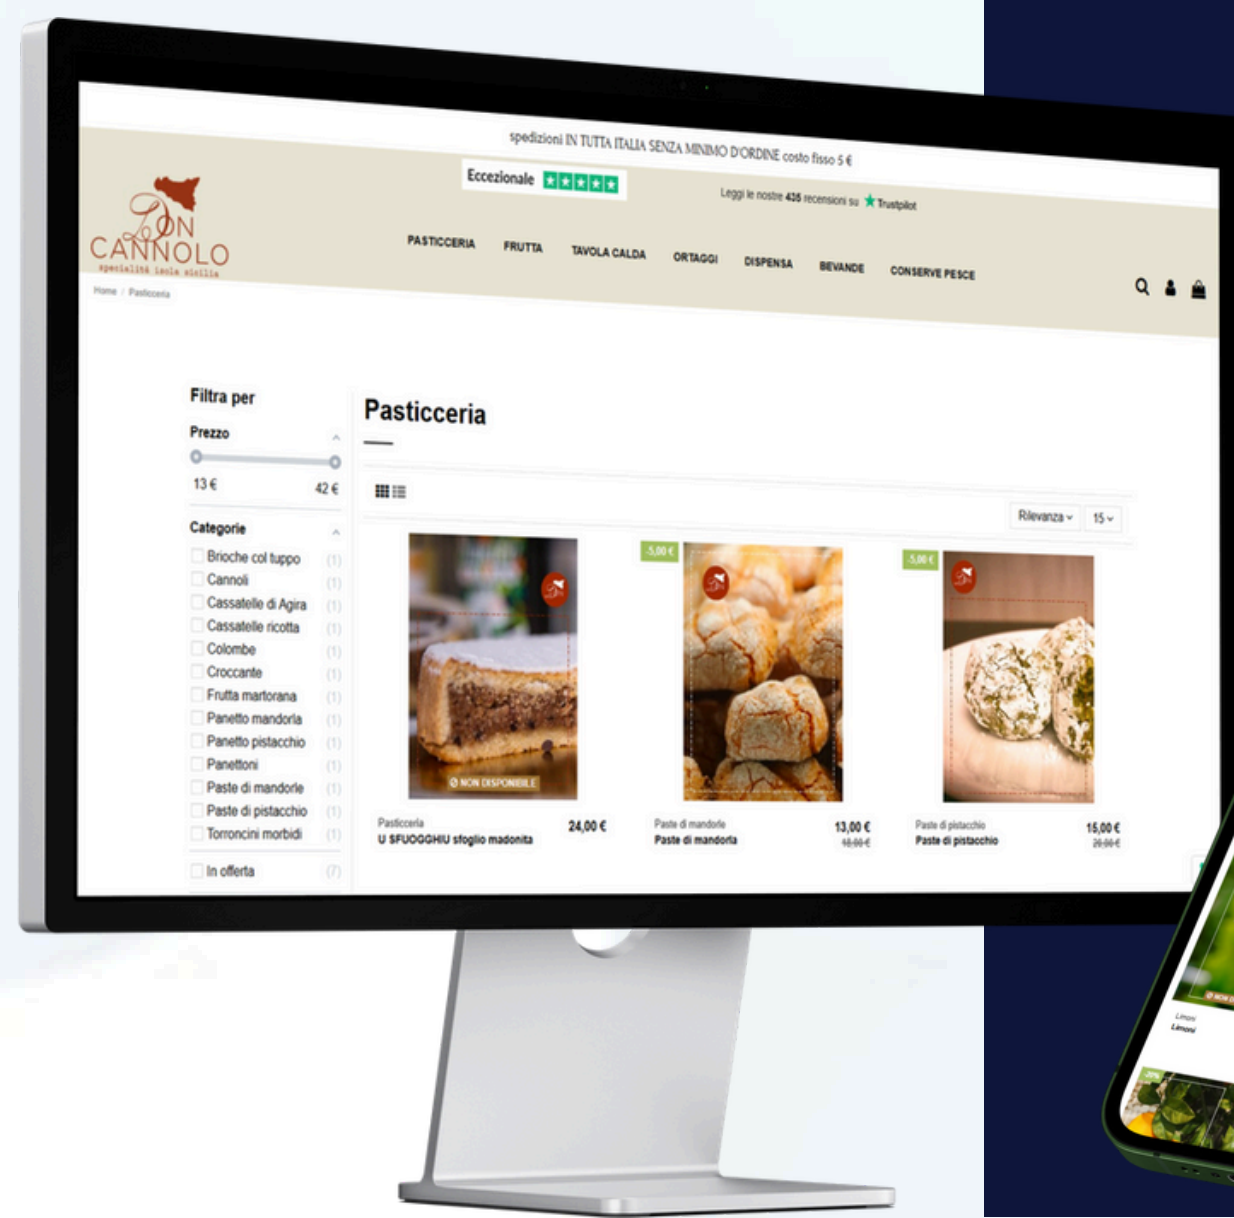 spedizioni IN TUTTA ITALIA SENZA MINIMO D'ORDINE costo fisso 5 €
Eccezionale
Leggi le nostre 435 recensioni su Trustpilot
DON
CANNOLO
specialità isola sicilia
PASTICCERIA FRUTTA TAVOLA CALDA ORTAGGI DISPENSA BEVANDE CONSERVE PESCE
Home / Pasticceria
Filtra per
Prezzo
13 € 42 €
Categorie
Brioche col tuppo (1)
Cannoli (1)
Cassatelle di Agira (1)
Cassatelle ricotta (1)
Colombe (1)
Croccante (1)
Frutta martorana (1)
Panetto mandorla (1)
Panetto pistacchio (1)
Panettoni (1)
Paste di mandorle (1)
Paste di pistacchio (1)
Torroncini morbidi (1)
In offerta (7)
Pasticceria
Rilevanza 15
-5,00 €
-5,00 €
NON DISPONIBILE
Pasticceria
U SFUOGGHIU sfoglio madonita
24,00 €
Paste di mandorle
Paste di mandorla
13,00 €
18,00 €
Paste di pistacchio
Paste di pistacchio
15,00 €
20,00 €
Limoni
Limoni